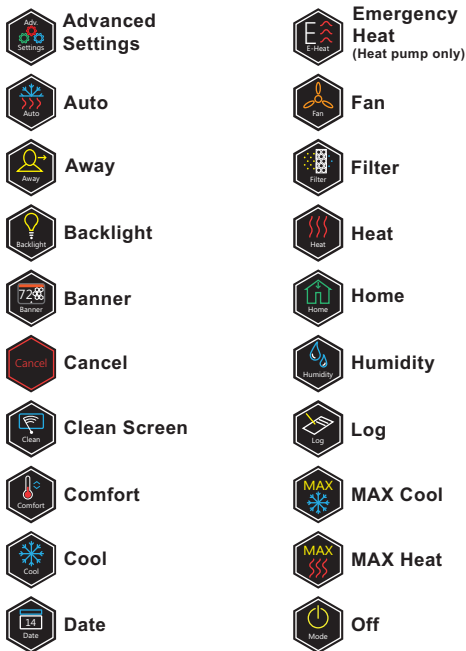 Adv.
Settings
Advanced
Settings
Auto
Auto
Away
Away
Backlight
Backlight
72
Banner
Banner
Cancel
Cancel
Clean
Clean Screen
Comfort
Comfort
Cool
Cool
14
Date
Date
E
E-Heat
Emergency
Heat
(Heat pump only)
Fan
Fan
Filter
Filter
Heat
Heat
Home
Home
Humidity
Humidity
Log
Log
MAX
MAX Cool
MAX
MAX Heat
Mode
Off